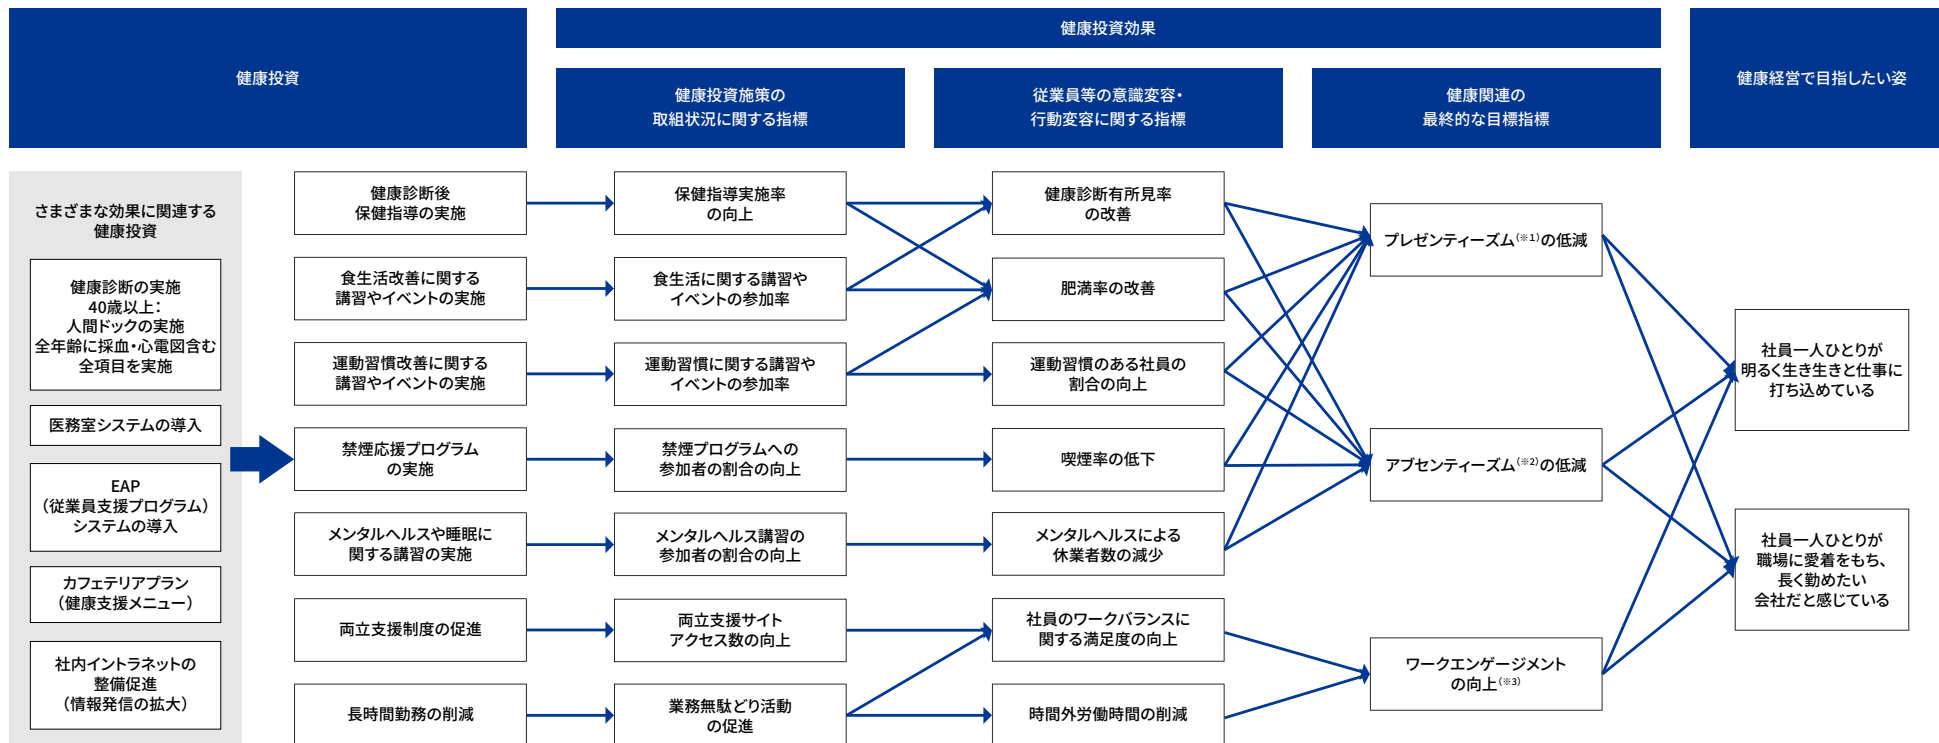 健康投資
健康投資効果
健康投資施策の
取組状況に関する指標
従業員等の意識変容・
行動変容に関する指標
健康関連の
最終的な目標指標
健康経営で目指したい姿
さまざまな効果に関連する
健康投資
健康診断の実施
40歳以上：
人間ドックの実施
全年齢に採血・心電図含む
全項目を実施
医務室システムの導入
EAP
（従業員支援プログラム）
システムの導入
カフェテリアプラン
（健康支援メニュー）
社内イントラネットの
整備促進
（情報発信の拡大）
健康診断後
保健指導の実施
食生活改善に関する
講習やイベントの実施
運動習慣改善に関する
講習やイベントの実施
禁煙応援プログラム
の実施
メンタルヘルスや睡眠に
関する講習の実施
両立支援制度の促進
長時間勤務の削減
保健指導実施率
の向上
食生活に関する講習や
イベントの参加率
運動習慣に関する講習や
イベントの参加率
禁煙プログラムへの
参加者の割合の向上
メンタルヘルス講習の
参加者の割合の向上
両立支援サイト
アクセス数の向上
業務無駄どり活動
の促進
健康診断有所見率
の改善
肥満率の改善
運動習慣のある社員の
割合の向上
喫煙率の低下
メンタルヘルスによる
休業者数の減少
社員のワークバランスに
関する満足度の向上
時間外労働時間の削減
プレゼンティーズム（※1）の低減
アブセンティーズム（※2）の低減
ワークエンゲージメント
の向上（※3）
社員一人ひとりが
明るく生き生きと仕事に
打ち込めている
社員一人ひとりが
職場に愛着をもち、
長く勤めたい
会社だと感じている